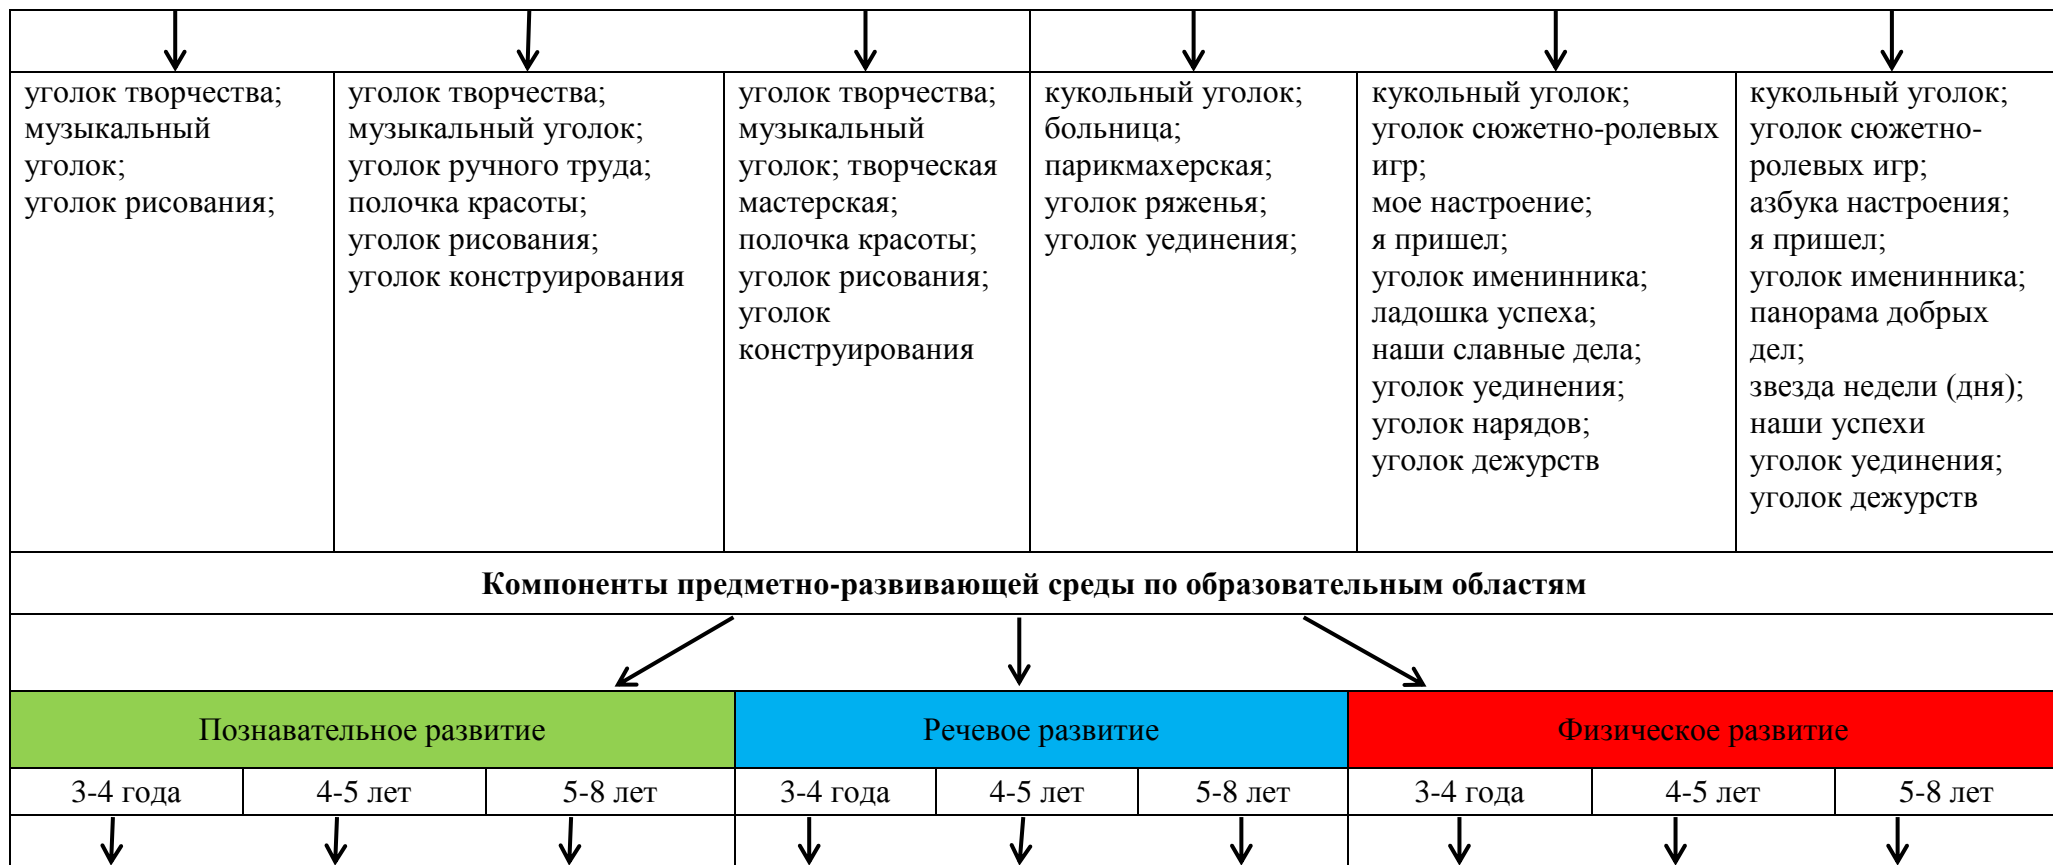 уголок творчества;
музыкальный
уголок;
уголок рисования;
уголок творчества;
музыкальный уголок;
уголок ручного труда;
полочка красоты;
уголок рисования;
уголок конструирования
уголок творчества;
музыкальный
уголок; творческая
мастерская;
полочка красоты;
уголок рисования;
уголок
конструирования
кукольный уголок;
больница;
парикмахерская;
уголок ряженья;
уголок уединения;
кукольный уголок;
уголок сюжетно-ролевых
игр;
мое настроение;
я пришел;
уголок именинника;
ладошка успеха;
наши славные дела;
уголок уединения;
уголок нарядов;
уголок дежурств
кукольный уголок;
уголок сюжетно-
ролевых игр;
азбука настроения;
я пришел;
уголок именинника;
панорама добрых
дел;
звезда недели (дня);
наши успехи
уголок уединения;
уголок дежурств
Компоненты предметно-развивающей среды по образовательным областям
Познавательное развитие
Речевое развитие
Физическое развитие
3-4 года
4-5 лет
5-8 лет
3-4 года
4-5 лет
5-8 лет
3-4 года
4-5 лет
5-8 лет